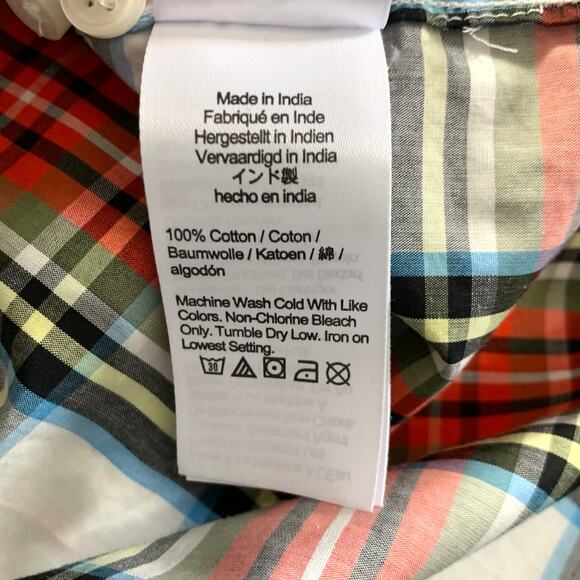 Made in India
Fabriqué en Inde
Hergestellt in Indien
Vervaardigd in India
インド製
hecho en india
100% Cotton / Coton /
Baumwolle / Katoen / 綿 /
algodón
Machine Wash Cold With Like
Colors. Non-Chlorine Bleach
Only. Tumble Dry Low. Iron on
Lowest Setting.
30